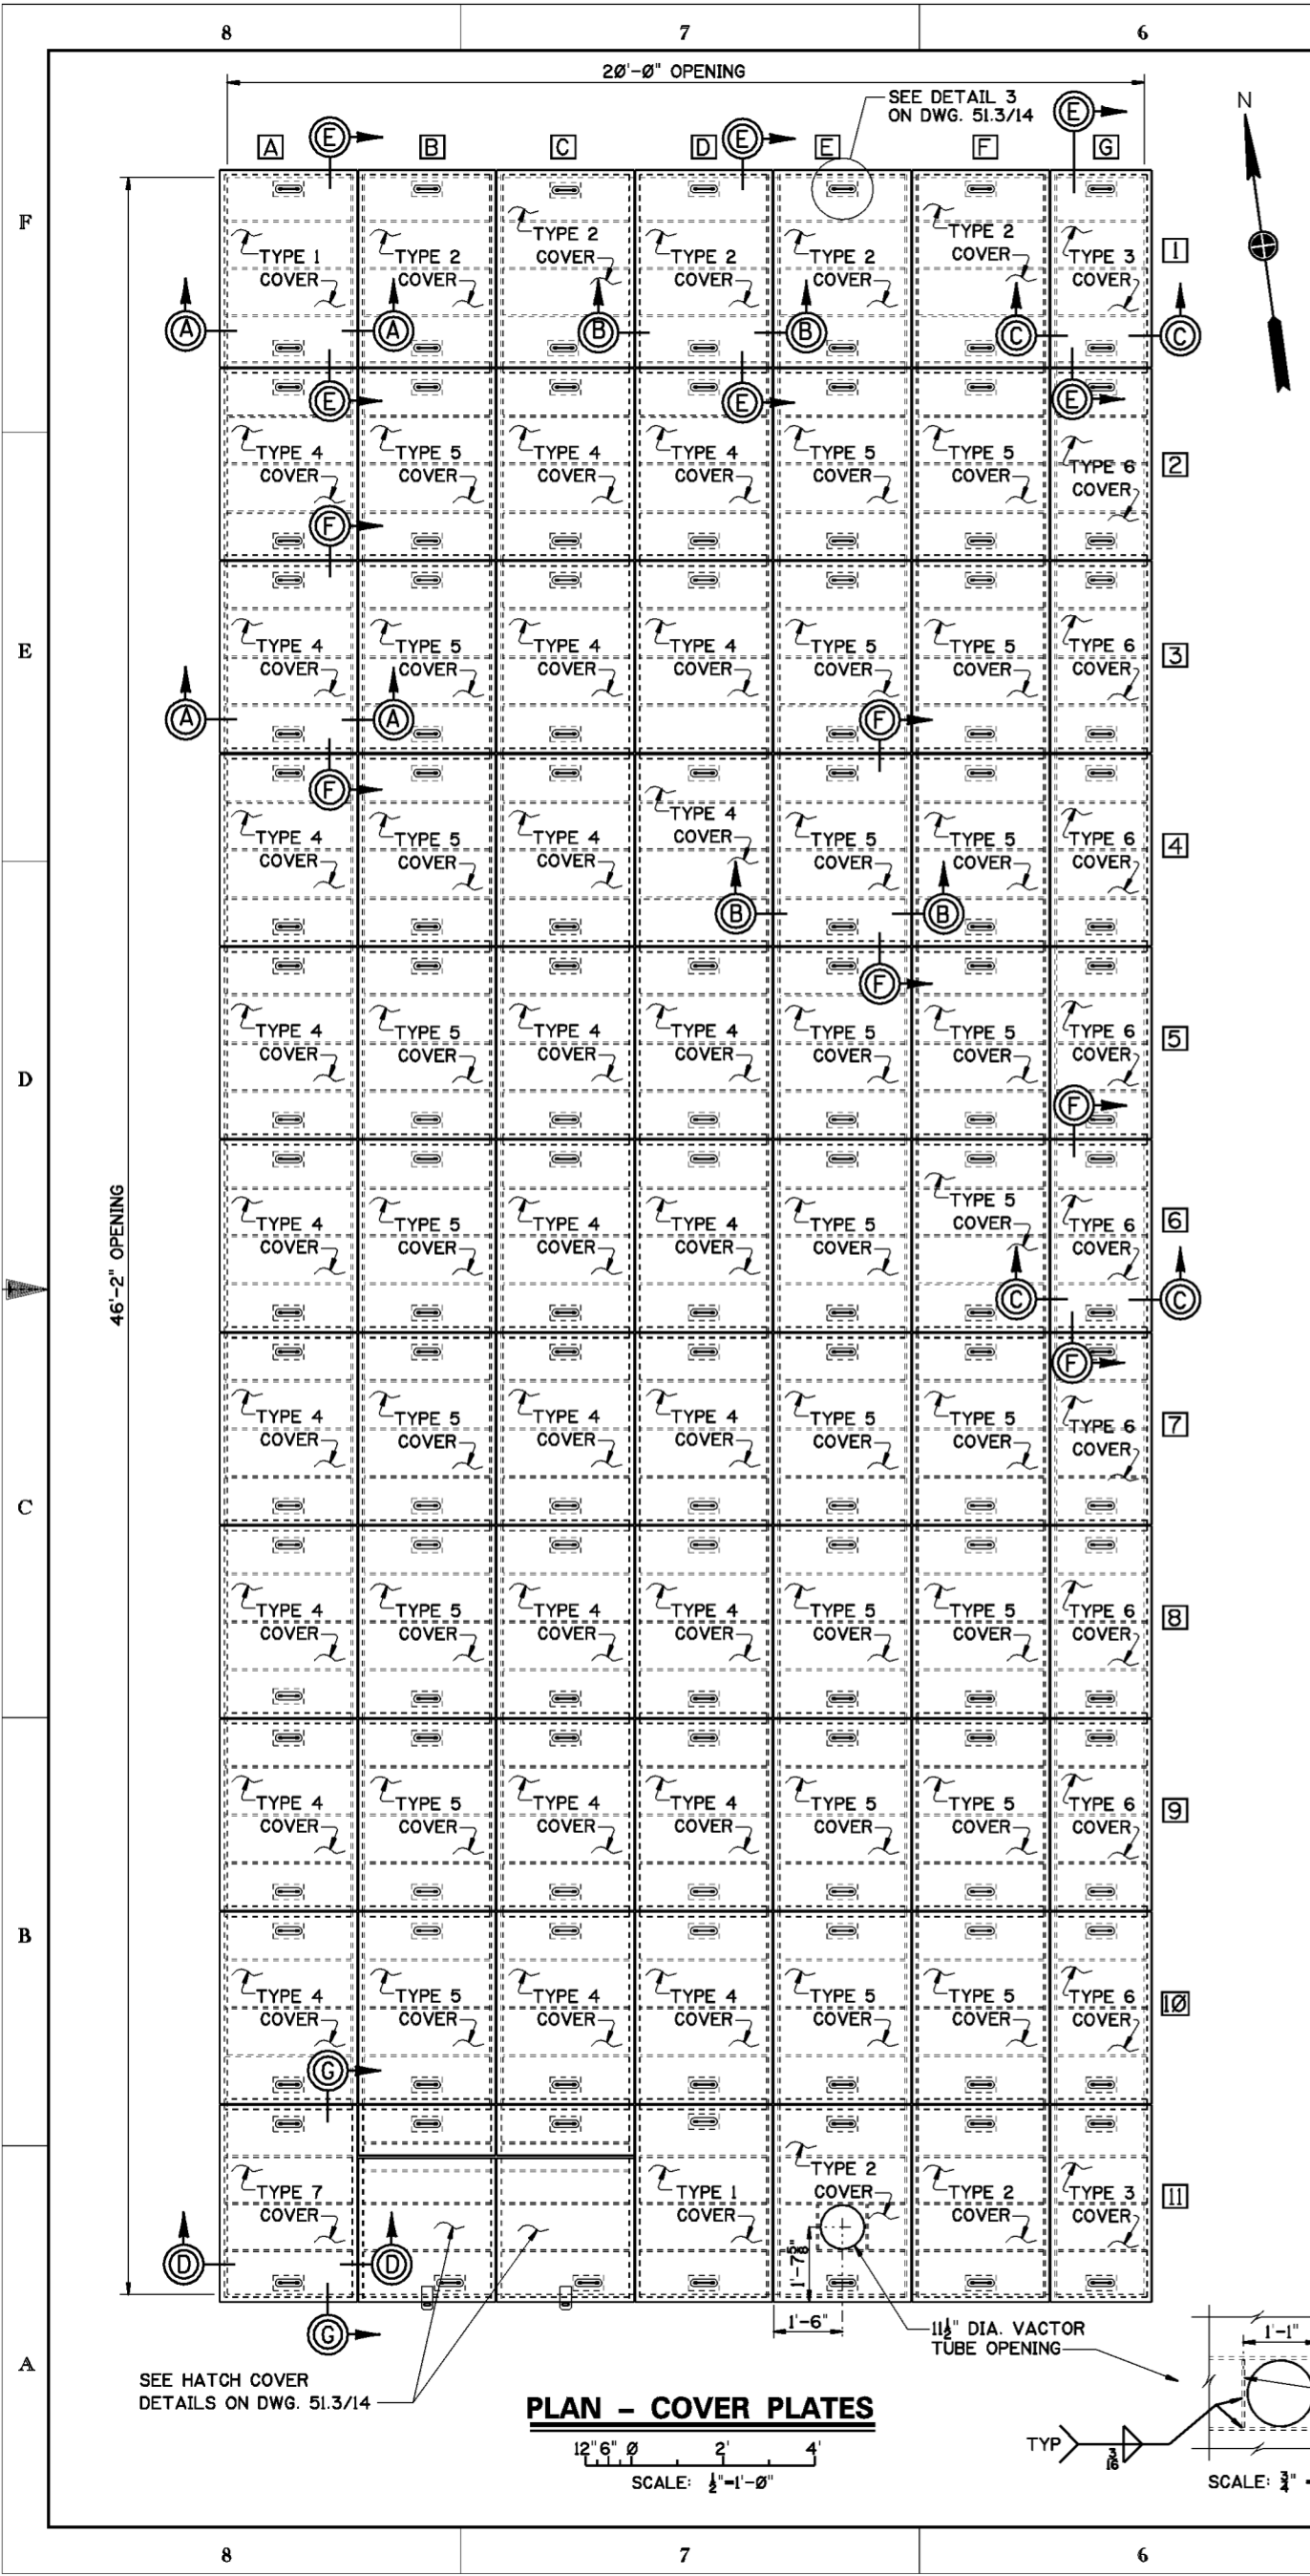 8 7 6
20'-0" OPENING
SEE DETAIL 3
ON DWG. 51.3/14
N
E E E
A B C D E F G
F
TYPE 1 COVER TYPE 2 COVER TYPE 2 COVER TYPE 2 COVER TYPE 2 COVER TYPE 2 COVER TYPE 3 COVER 1
A A B B C C
E E E
TYPE 4 COVER TYPE 5 COVER TYPE 4 COVER TYPE 4 COVER TYPE 5 COVER TYPE 5 COVER TYPE 6 COVER 2
F
E
TYPE 4 COVER TYPE 5 COVER TYPE 4 COVER TYPE 4 COVER TYPE 5 COVER TYPE 5 COVER TYPE 6 COVER 3
A A F
F
TYPE 4 COVER TYPE 5 COVER TYPE 4 COVER TYPE 4 COVER TYPE 5 COVER TYPE 5 COVER TYPE 6 COVER 4
B B
F
D
TYPE 4 COVER TYPE 5 COVER TYPE 4 COVER TYPE 4 COVER TYPE 5 COVER TYPE 5 COVER TYPE 6 COVER 5
F
46'-2" OPENING
TYPE 4 COVER TYPE 5 COVER TYPE 4 COVER TYPE 4 COVER TYPE 5 COVER TYPE 5 COVER TYPE 6 COVER 6
C C
F
TYPE 4 COVER TYPE 5 COVER TYPE 4 COVER TYPE 4 COVER TYPE 5 COVER TYPE 5 COVER TYPE 6 COVER 7
C
TYPE 4 COVER TYPE 5 COVER TYPE 4 COVER TYPE 4 COVER TYPE 5 COVER TYPE 5 COVER TYPE 6 COVER 8
TYPE 4 COVER TYPE 5 COVER TYPE 4 COVER TYPE 4 COVER TYPE 5 COVER TYPE 5 COVER TYPE 6 COVER 9
B
TYPE 4 COVER TYPE 5 COVER TYPE 4 COVER TYPE 4 COVER TYPE 5 COVER TYPE 5 COVER TYPE 6 COVER 10
G
TYPE 7 COVER TYPE 1 COVER TYPE 2 COVER TYPE 2 COVER TYPE 3 COVER 11
D D
1'-7⅝"
G
1'-6"
11½" DIA. VACTOR
TUBE OPENING
A
1'-1"
SEE HATCH COVER
DETAILS ON DWG. 51.3/14
PLAN - COVER PLATES
12" 6" 0 2' 4'
SCALE: ½"=1'-0"
TYP 3/16
SCALE: ¾"
8 7 6